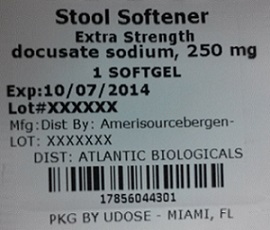 Stool Softener
Extra Strength
docusate sodium, 250 mg
1 SOFTGEL
Exp:10/07/2014
Lot#XXXXXX
Mfg:Dist By: Amerisourcebergen-
LOT: XXXXXXX
DIST: ATLANTIC BIOLOGICALS
17856044301
PKG BY UDOSE - MIAMI, FL